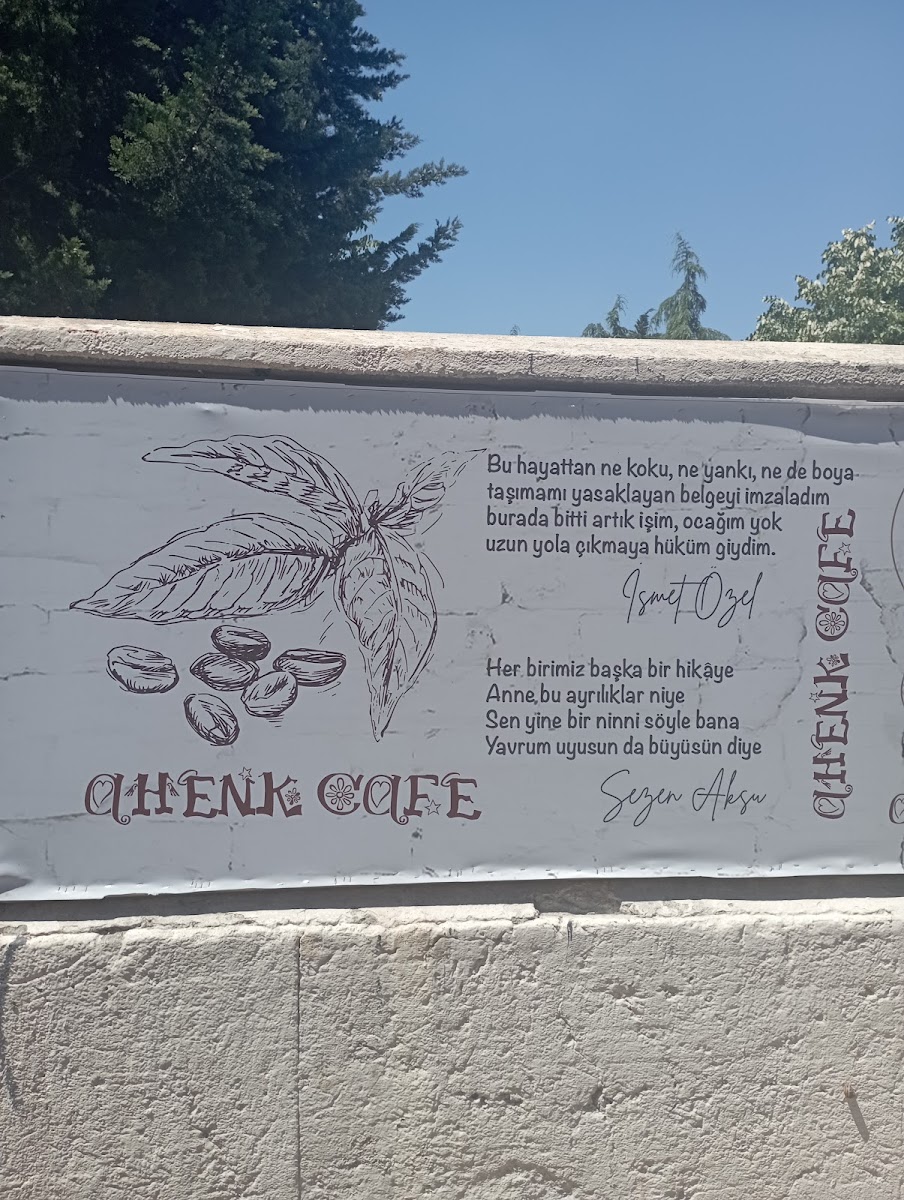 Bu hayattan ne koku, ne yankı, ne de boya
taşımamı yasaklayan belgeyi imzaladım
burada bitti artık işim, ocağım yok
uzun yola çıkmaya hüküm giydim.
İsmet Özel
Her birimiz başka bir hikâye
Anne bu ayrılıklar niye
Sen yine bir ninni söyle bana
Yavrum uyusun da büyüsün diye
Sezen Aksu
AHENK CAFE
AHENK CAFE